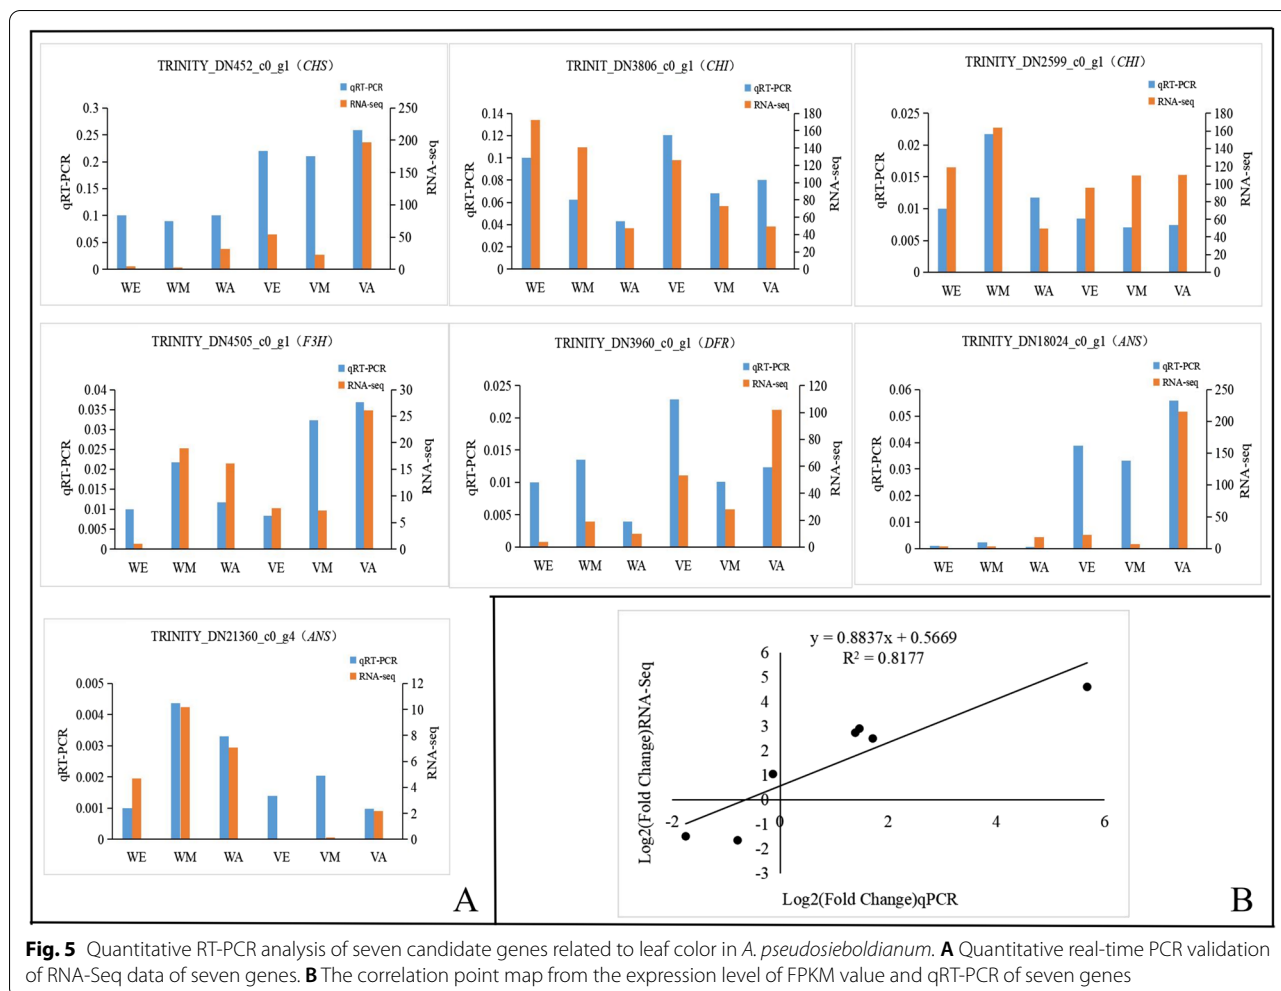 TRINITY_DN452_c0_g1（CHS）
qRT-PCR
RNA-seq
0.3
0.25
0.2
0.15
0.1
0.05
0
qRT-PCR
250
200
150
100
50
0
RNA-seq
WE WM WA VE VM VA
TRINIT_DN3806_c0_g1（CHI）
qRT-PCR
RNA-seq
0.14
0.12
0.1
0.08
0.06
0.04
0.02
0
qRT-PCR
180
160
140
120
100
80
60
40
20
0
RNA-seq
WE WM WA VE VM VA
TRINITY_DN2599_c0_g1（CHI）
qRT-PCR
RNA-seq
0.025
0.02
0.015
0.01
0.005
0
qRT-PCR
180
160
140
120
100
80
60
40
20
0
RNA-seq
WE WM WA VE VM VA
TRINITY_DN4505_c0_g1（F3H）
qRT-PCR
RNA-seq
0.04
0.035
0.03
0.025
0.02
0.015
0.01
0.005
0
qRT-PCR
30
25
20
15
10
5
0
RNA-seq
WE WM WA VE VM VA
TRINITY_DN3960_c0_g1（DFR）
qRT-PCR
RNA-seq
0.025
0.02
0.015
0.01
0.005
0
qRT-PCR
120
100
80
60
40
20
0
RNA-seq
WE WM WA VE VM VA
TRINITY_DN18024_c0_g1（ANS）
qRT-PCR
RNA-seq
0.06
0.05
0.04
0.03
0.02
0.01
0
qRT-PCR
250
200
150
100
50
0
RNA-seq
WE WM WA VE VM VA
TRINITY_DN21360_c0_g4（ANS）
qRT-PCR
RNA-seq
0.005
0.004
0.003
0.002
0.001
0
qRT-PCR
12
10
8
6
4
2
0
RNA-seq
WE WM WA VE VM VA
A
y = 0.8837x + 0.5669
R² = 0.8177
Log2(Fold Change)RNA-Seq
6
5
4
3
2
1
0
-1
-2
-3
-2 0 2 4 6
Log2(Fold Change)qPCR
B
Fig. 5 Quantitative RT-PCR analysis of seven candidate genes related to leaf color in A. pseudosieboldianum. A Quantitative real-time PCR validation
of RNA-Seq data of seven genes. B The correlation point map from the expression level of FPKM value and qRT-PCR of seven genes